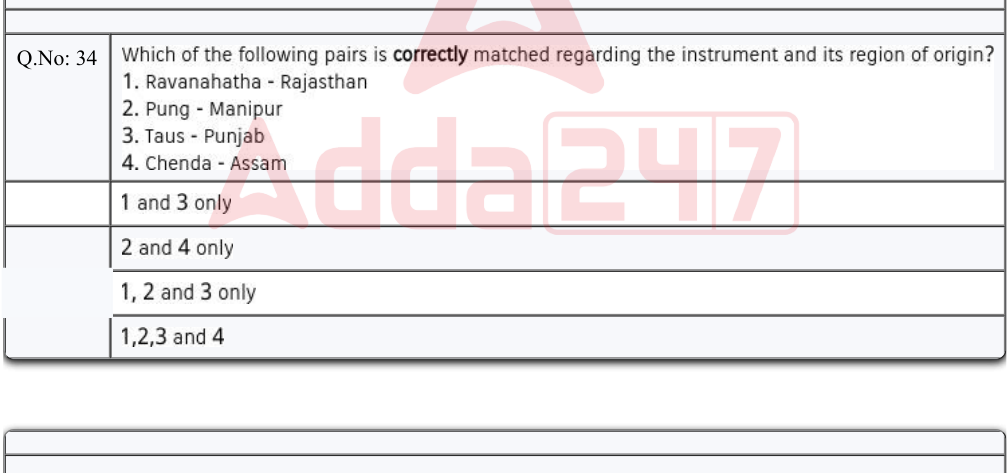 Q.No: 34
Which of the following pairs is correctly matched regarding the instrument and its region of origin?
1. Ravanahatha - Rajasthan
2. Pung - Manipur
3. Taus - Punjab
4. Chenda - Assam
Adda247
1 and 3 only
2 and 4 only
1, 2 and 3 only
1,2,3 and 4